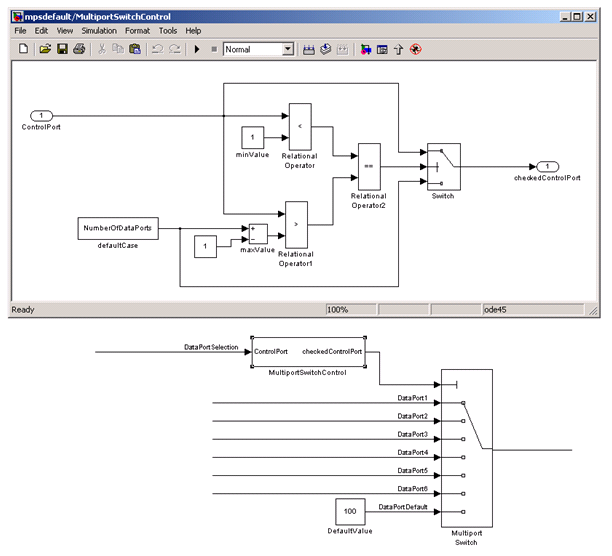 mpsdefault/MultiportSwitchControl
File Edit View Simulation Format Tools Help
Normal
1
ControlPort
1
minValue
<
Relational
Operator
==
Relational
Operator2
Switch
1
checkedControlPort
NumberOfDataPorts
defaultCase
1
+
−
maxValue
>
Relational
Operator1
Ready 100% ode45
DataPortSelection
ControlPort checkedControlPort
MultiportSwitchControl
DataPort1
DataPort2
DataPort3
DataPort4
DataPort5
DataPort6
100
DataPortDefault
DefaultValue
Multiport
Switch